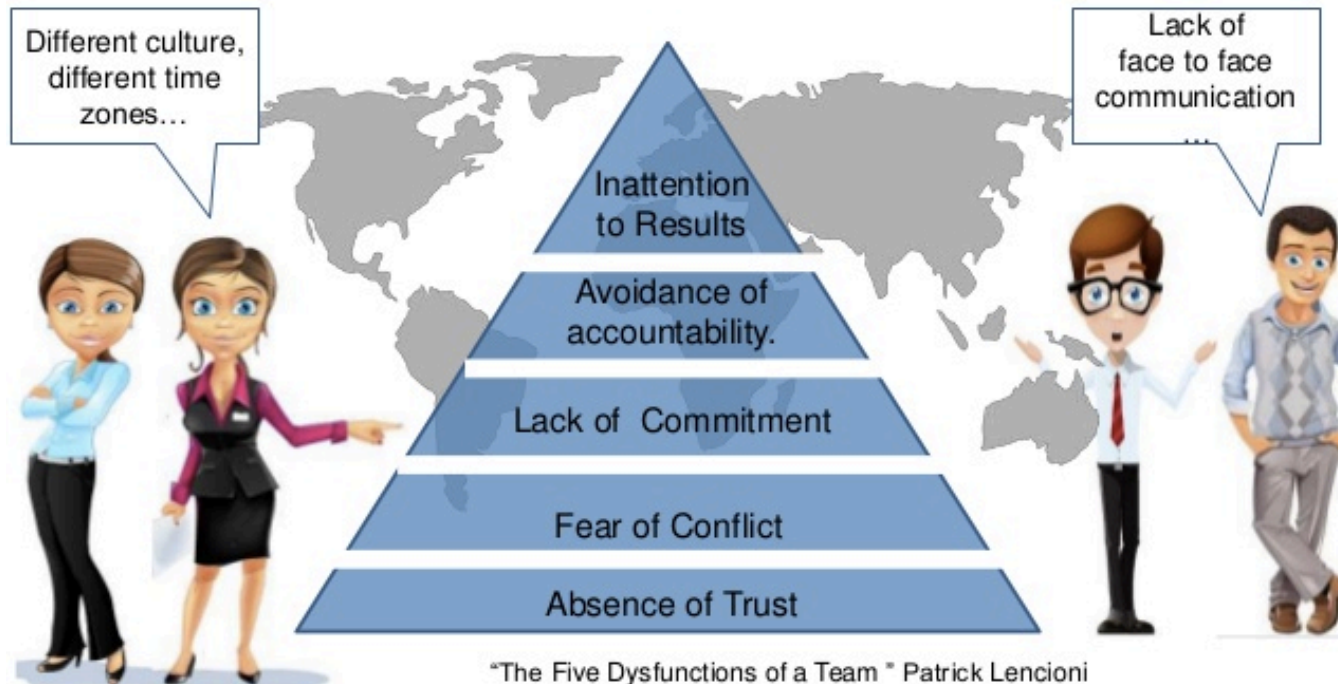 Different culture,
different time
zones…
Lack of
face to face
communication
…
Inattention
to Results
Avoidance of
accountability.
Lack of  Commitment
Fear of Conflict
Absence of Trust
“The Five Dysfunctions of a Team ” Patrick Lencioni